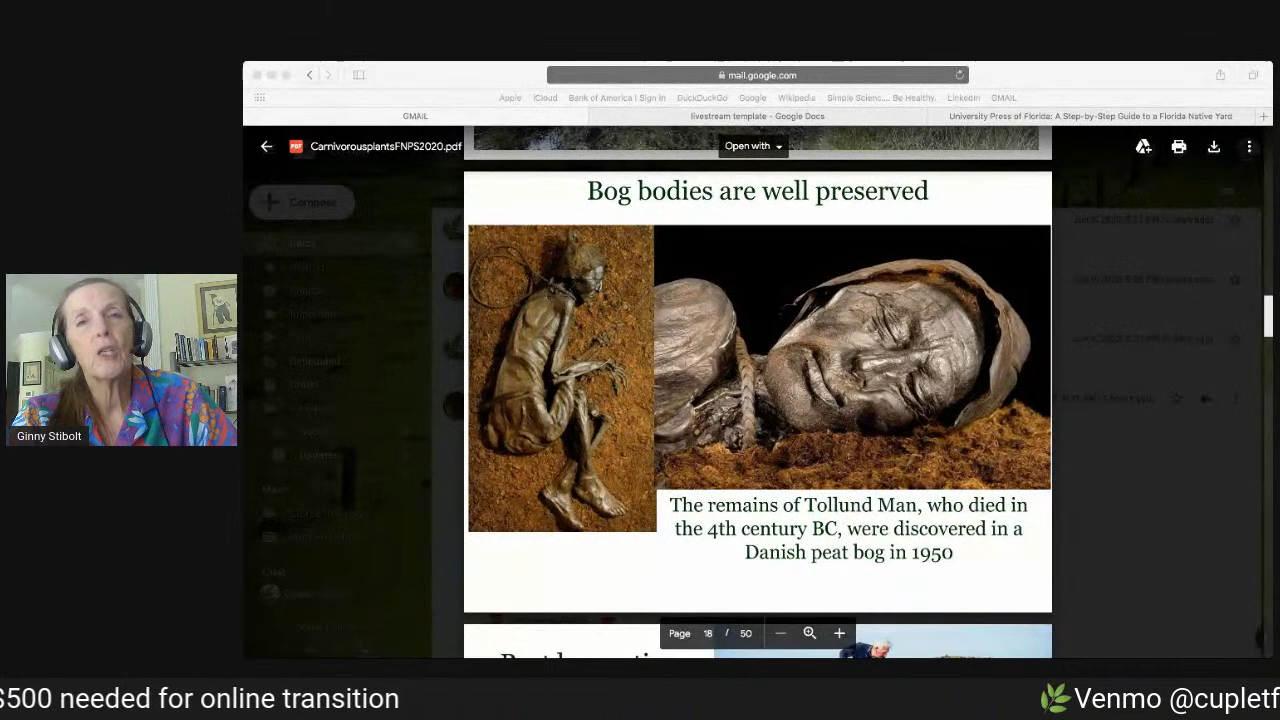 mail.google.com
Apple iCloud Bank of America | Sign In DuckDuckGo Google Wikipedia Simple Scienc... Be Healthy. LinkedIn GMAIL
GMAIL livestream template - Google Docs University Press of Florida: A Step-by-Step Guide to a Florida Native Yard
PDF CarnivorousplantsFNPS2020.pdf Open with
Compose
Bog bodies are well preserved
The remains of Tollund Man, who died in
the 4th century BC, were discovered in a
Danish peat bog in 1950
Ginny Stibolt
Page 18 / 50
$500 needed for online transition Venmo @cupletf